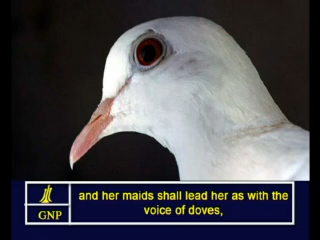 and her maids shall lead her as with the
voice of doves,
GNP